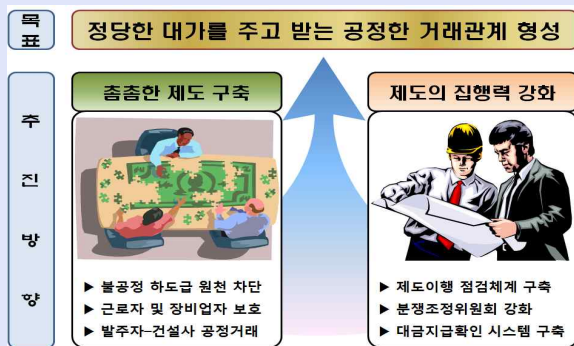 목표
정당한 대가를 주고 받는 공정한 거래관계 형성
추진방향
촘촘한 제도 구축
▶ 불공정 하도급 원천 차단
▶ 근로자 및 장비업자 보호
▶ 발주자–건설사 공정거래
제도의 집행력 강화
▶ 제도이행 점검체계 구축
▶ 분쟁조정위원회 강화
▶ 대금지급확인 시스템 구축